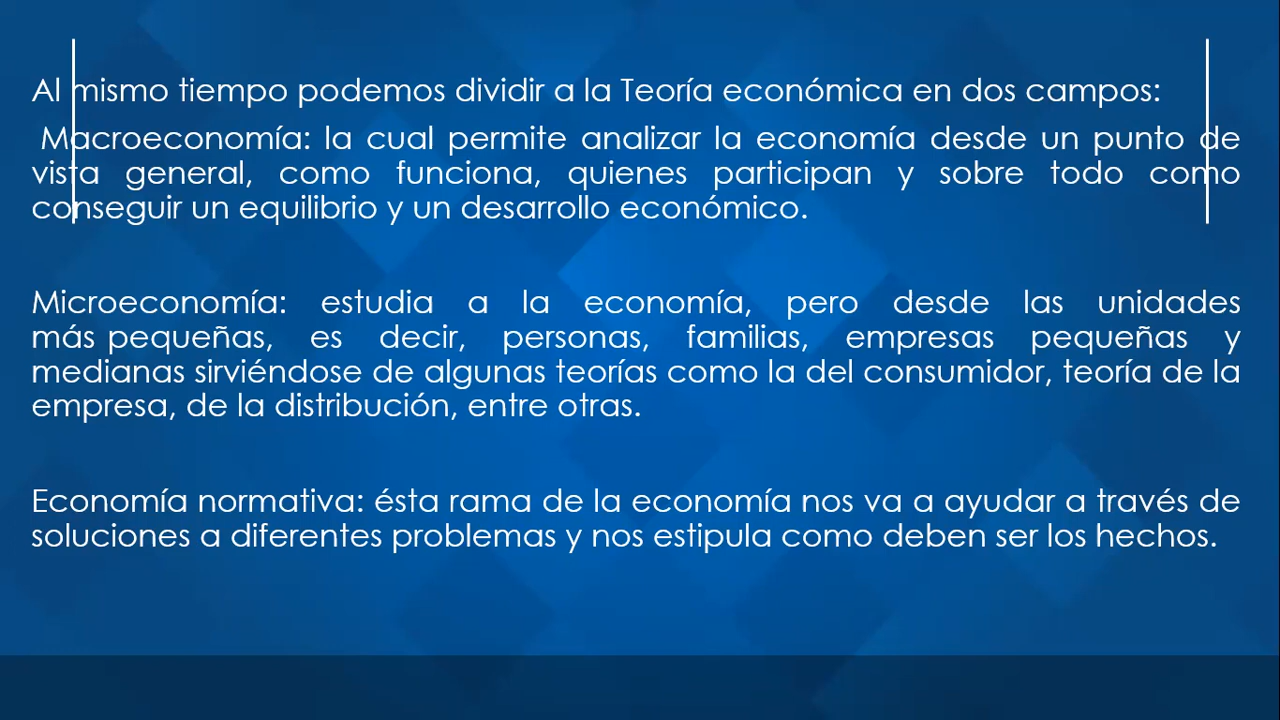 Al mismo tiempo podemos dividir a la Teoría económica en dos campos:
Macroeconomía: la cual permite analizar la economía desde un punto de
vista general, como funciona, quienes participan y sobre todo como
conseguir un equilibrio y un desarrollo económico.
Microeconomía: estudia a la economía, pero desde las unidades
más pequeñas, es decir, personas, familias, empresas pequeñas y
medianas sirviéndose de algunas teorías como la del consumidor, teoría de la
empresa, de la distribución, entre otras.
Economía normativa: ésta rama de la economía nos va a ayudar a través de
soluciones a diferentes problemas y nos estipula como deben ser los hechos.